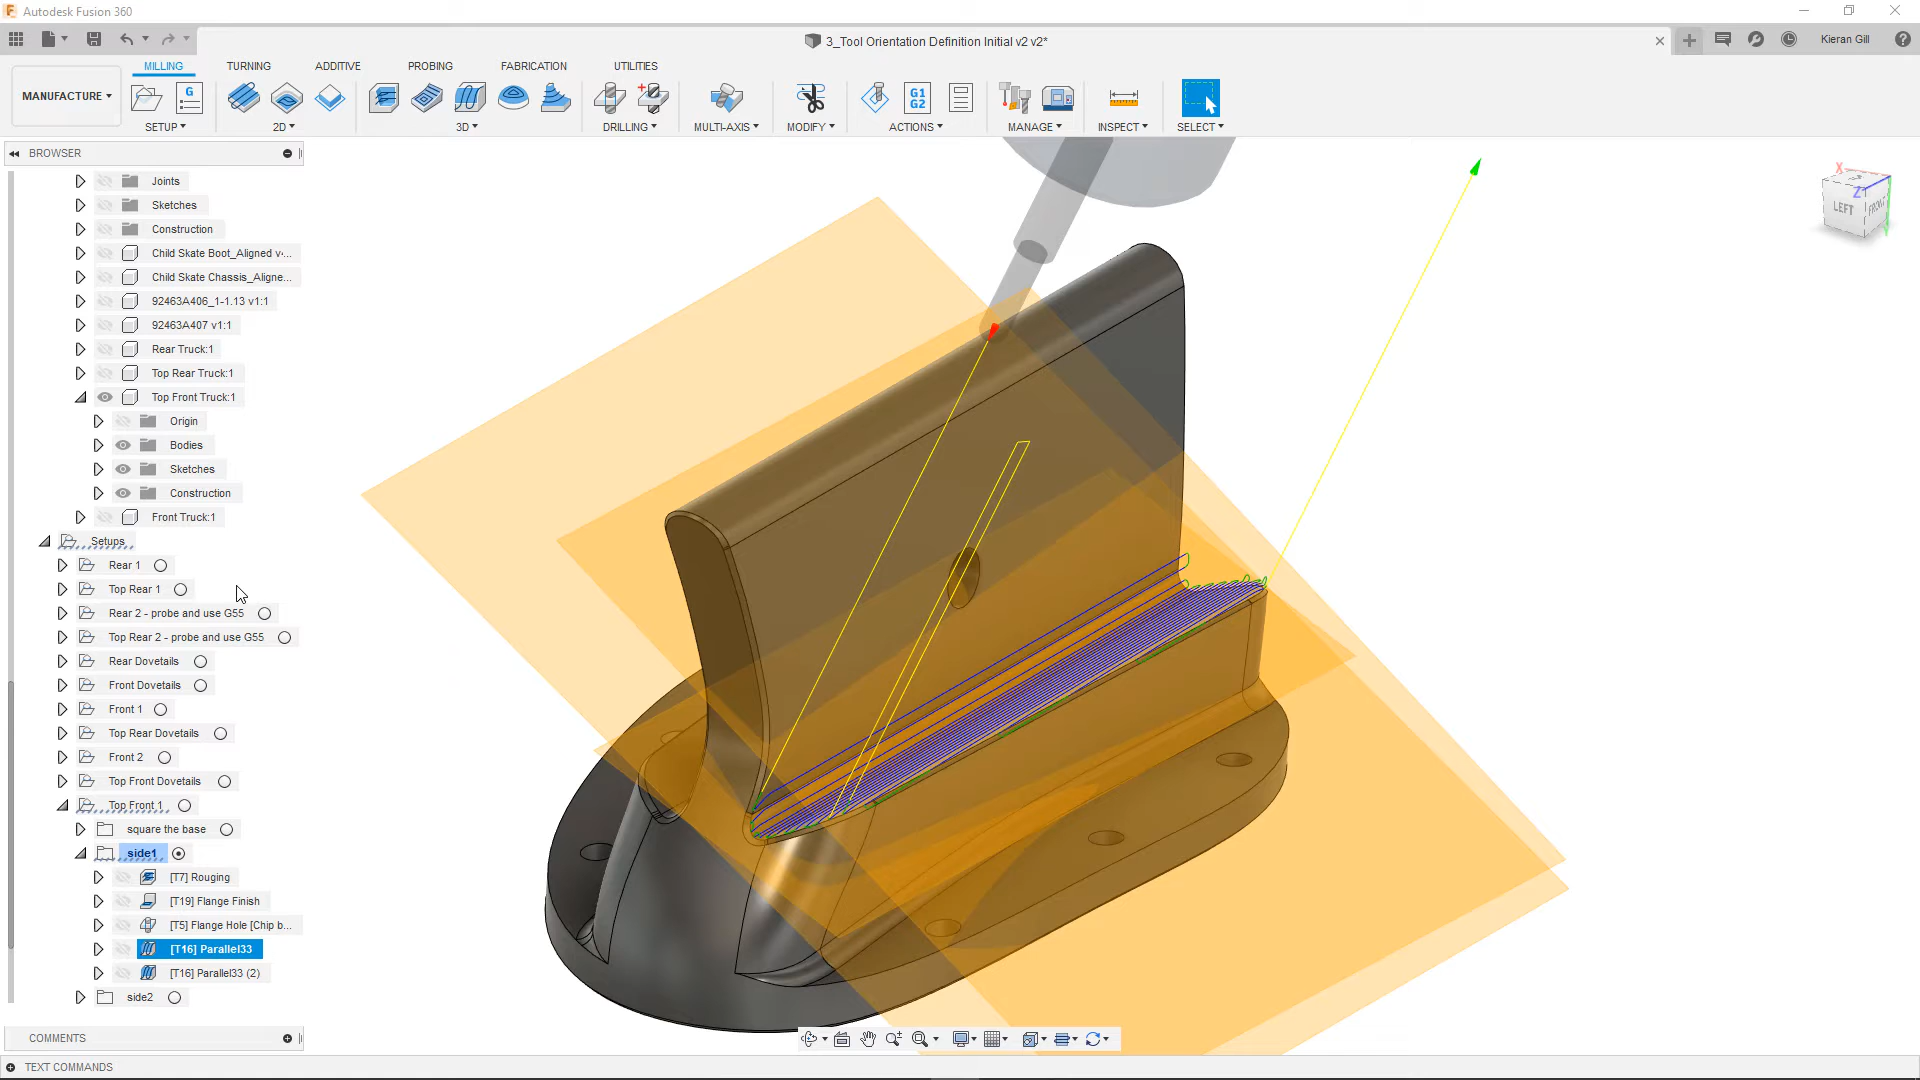 Autodesk Fusion 360
3_Tool Orientation Definition Initial v2 v2*
Kieran Gill
MILLING
TURNING
ADDITIVE
PROBING
FABRICATION
UTILITIES
MANUFACTURE
SETUP
2D
3D
DRILLING
MULTI-AXIS
MODIFY
ACTIONS
MANAGE
INSPECT
SELECT
G
G1
G2
BROWSER
Joints
Sketches
Construction
Child Skate Boot_Aligned v...
Child Skate Chassis_Aligne...
92463A406_1-1.13 v1:1
92463A407 v1:1
Rear Truck:1
Top Rear Truck:1
Top Front Truck:1
Origin
Bodies
Sketches
Construction
Front Truck:1
Setups
Rear 1
Top Rear 1
Rear 2 - probe and use G55
Top Rear 2 - probe and use G55
Rear Dovetails
Front Dovetails
Front 1
Top Rear Dovetails
Front 2
Top Front Dovetails
Top Front 1
square the base
side1
[T7] Rouging
[T19] Flange Finish
[T5] Flange Hole [Chip b...
[T16] Parallel33
[T16] Parallel33 (2)
side2
COMMENTS
TEXT COMMANDS
X
Z
LEFT
FRONT